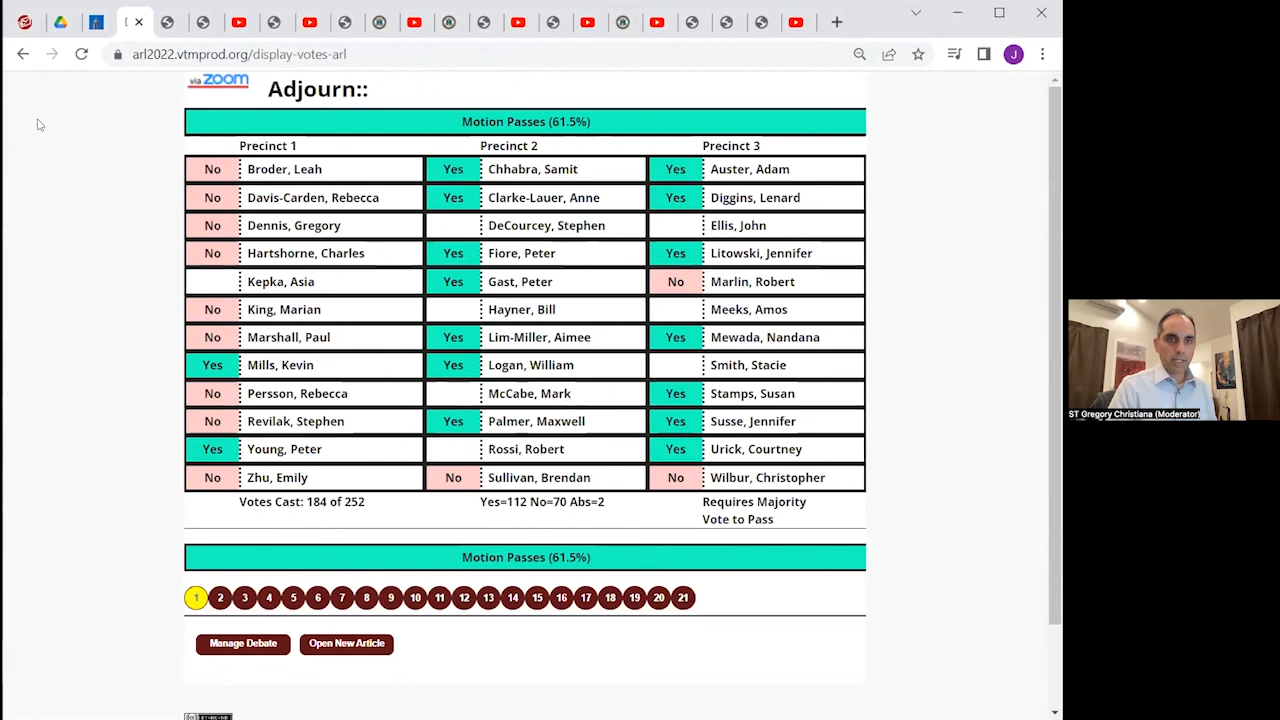 arl2022.vtmprod.org/display-votes-arl
J
via zoom
Adjourn::
Motion Passes (61.5%)
Precinct 1 Precinct 2 Precinct 3
No Broder, Leah Yes Chhabra, Samit Yes Auster, Adam
No Davis-Carden, Rebecca Yes Clarke-Lauer, Anne Yes Diggins, Lenard
No Dennis, Gregory DeCourcey, Stephen Ellis, John
No Hartshorne, Charles Yes Fiore, Peter Yes Litowski, Jennifer
Kepka, Asia Yes Gast, Peter No Marlin, Robert
No King, Marian Hayner, Bill Meeks, Amos
No Marshall, Paul Yes Lim-Miller, Aimee Yes Mewada, Nandana
Yes Mills, Kevin Yes Logan, William Smith, Stacie
No Persson, Rebecca McCabe, Mark Yes Stamps, Susan
No Revilak, Stephen Yes Palmer, Maxwell Yes Susse, Jennifer
Yes Young, Peter Rossi, Robert Yes Urick, Courtney
No Zhu, Emily No Sullivan, Brendan No Wilbur, Christopher
Votes Cast: 184 of 252 Yes=112 No=70 Abs=2 Requires Majority
Vote to Pass
Motion Passes (61.5%)
1 2 3 4 5 6 7 8 9 10 11 12 13 14 15 16 17 18 19 20 21
Manage Debate Open New Article
ST Gregory Christiana (Moderator)